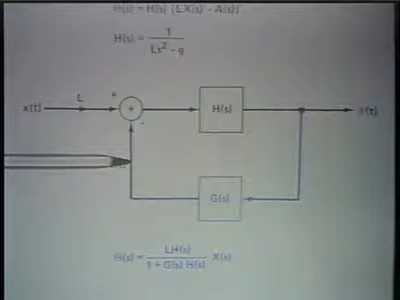 Θ(s) = H(s) [LX(s) - A(s)]
H(s) = 1 / Ls² - g
x(t) L + + H(s) θ(t)
-
G(s)
Θ(s) = LH(s) / 1 + G(s) H(s) X(s)